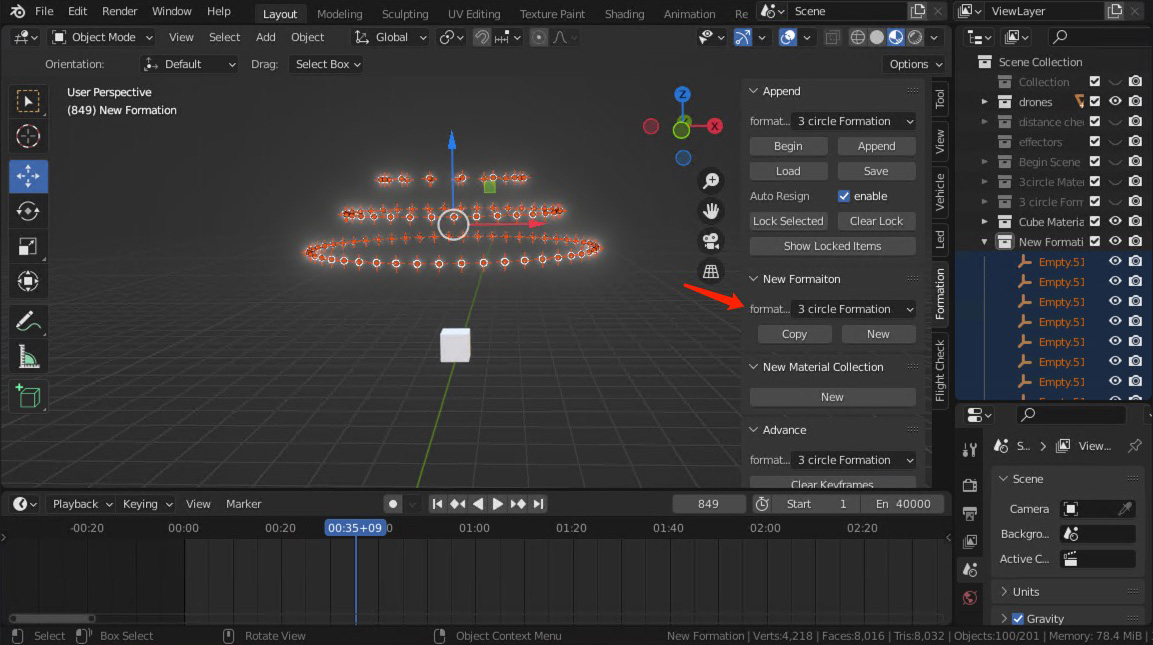 File Edit Render Window Help Layout Modeling Sculpting UV Editing Texture Paint Shading Animation Re Scene ViewLayer
Object Mode View Select Add Object Global
Orientation: Default Drag: Select Box Options
User Perspective
(849) New Formation
Z
X
Append
format... 3 circle Formation
Begin Append
Load Save
Auto Resign enable
Lock Selected Clear Lock
Show Locked Items
New Formaiton
format... 3 circle Formation
Copy New
New Material Collection
New
Advance
format... 3 circle Formation
Clear Keyframes
Tool
View
Vehicle
Led
Formation
Flight Check
Scene Collection
Collection
drones
distance che
effectors
Begin Scene
3circle Mate
3 circle Form
Cube Materia
New Formati
Empty.51
Empty.51
Empty.51
Empty.51
Empty.51
Empty.51
Empty.51
S... View...
Scene
Camera
Backgro...
Active C...
Units
Gravity
Playback Keying View Marker 849 Start 1 En 40000
-00:20 00:00 00:20 00:35+09 0 01:00 01:20 01:40 02:00 02:20
Select Box Select Rotate View Object Context Menu New Formation | Verts:4,218 | Faces:8,016 | Tris:8,032 | Objects:100/201 | Memory: 78.4 MiB |